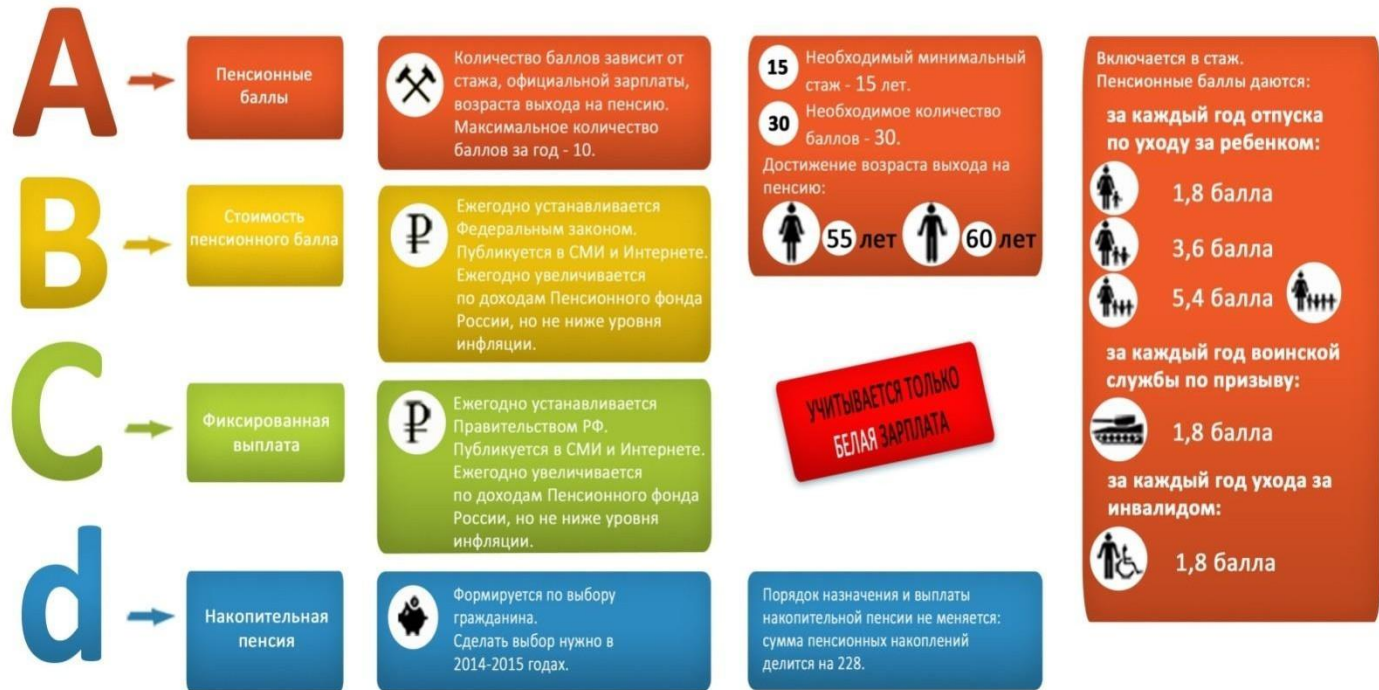 A
Пенсионные
баллы
Количество баллов зависит от
стажа, официальной зарплаты,
возраста выхода на пенсию.
Максимальное количество
баллов за год - 10.
15
Необходимый минимальный
стаж - 15 лет.
30
Необходимое количество
баллов - 30.
Достижение возраста выхода на
пенсию:
55 лет
60 лет
Включается в стаж.
Пенсионные баллы даются:
за каждый год отпуска
по уходу за ребенком:
1,8 балла
3,6 балла
5,4 балла
за каждый год воинской
службы по призыву:
1,8 балла
за каждый год ухода за
инвалидом:
1,8 балла
B
Стоимость
пенсионного балла
Ежегодно устанавливается
Федеральным законом.
Публикуется в СМИ и Интернете.
Ежегодно увеличивается
по доходам Пенсионного фонда
России, но не ниже уровня
инфляции.
C
Фиксированная
выплата
Ежегодно устанавливается
Правительством РФ.
Публикуется в СМИ и Интернете.
Ежегодно увеличивается
по доходам Пенсионного фонда
России, но не ниже уровня
инфляции.
УЧИТЫВАЕТСЯ ТОЛЬКО
БЕЛАЯ ЗАРПЛАТА
d
Накопительная
пенсия
Формируется по выбору
гражданина.
Сделать выбор нужно в
2014-2015 годах.
Порядок назначения и выплаты
накопительной пенсии не меняется:
сумма пенсионных накоплений
делится на 228.